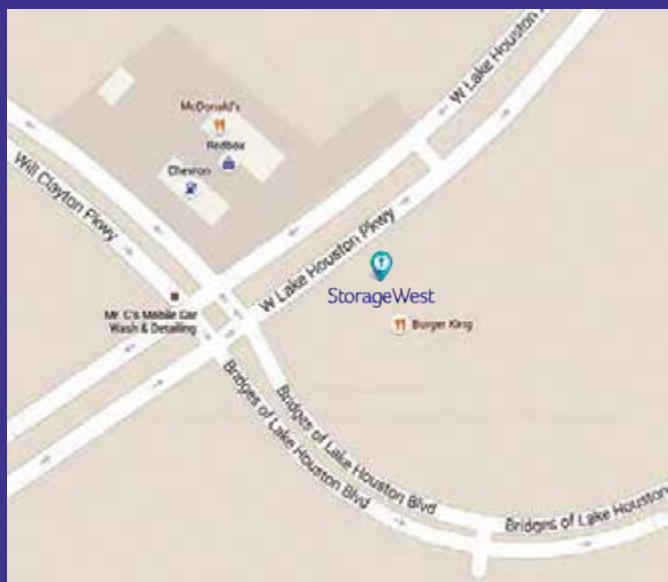 W Lake Houston
McDonald's
Redbox
Chevron
Will Clayton Pkwy
W Lake Houston Pkwy
StorageWest
Mr. C's Mobile Car
Wash & Detailing
Burger King
Bridges of Lake Houston Blvd
Bridges of Lake Houston Blvd
Bridges of Lake Houston